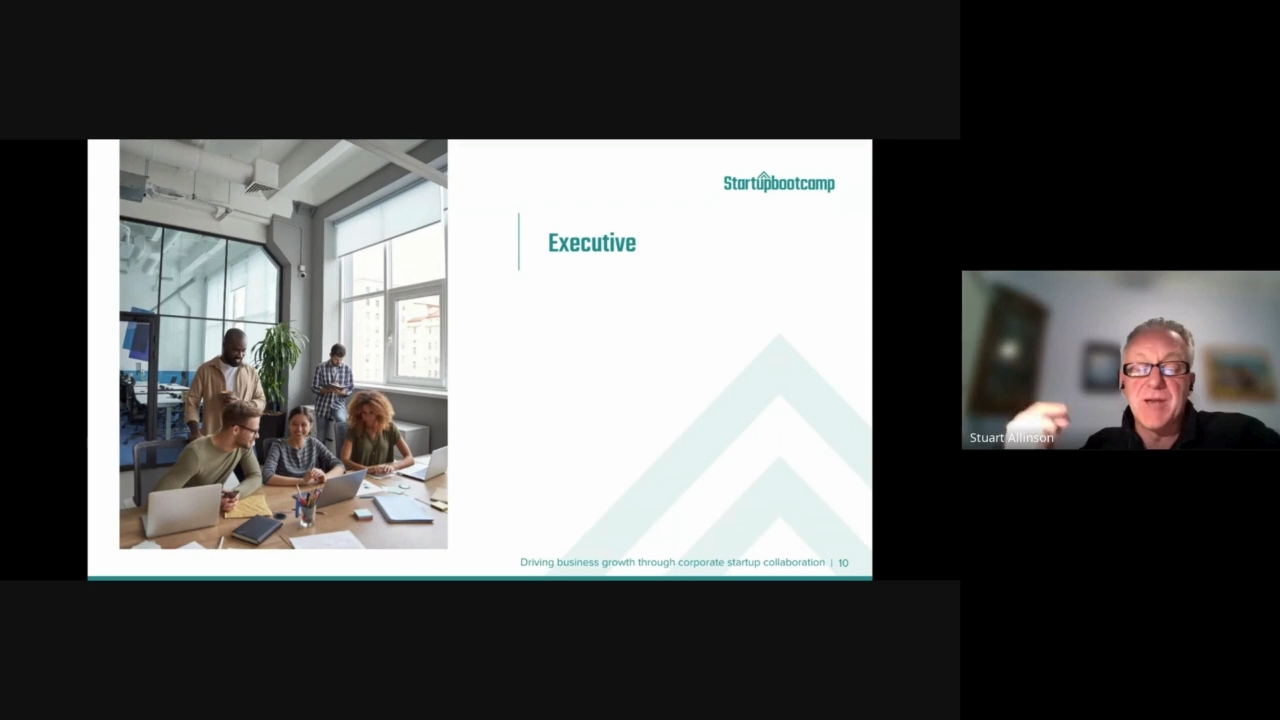 Startupbootcamp
Executive
Driving business growth through corporate startup collaboration | 10
Stuart Allinson